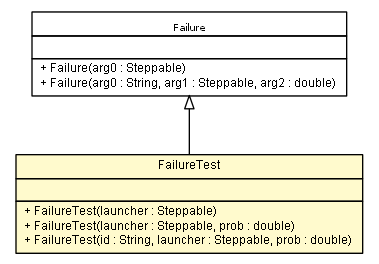 Failure
+ Failure(arg0 : Steppable)
+ Failure(arg0 : String, arg1 : Steppable, arg2 : double)
FailureTest
+ FailureTest(launcher : Steppable)
+ FailureTest(launcher : Steppable, prob : double)
+ FailureTest(id : String, launcher : Steppable, prob : double)